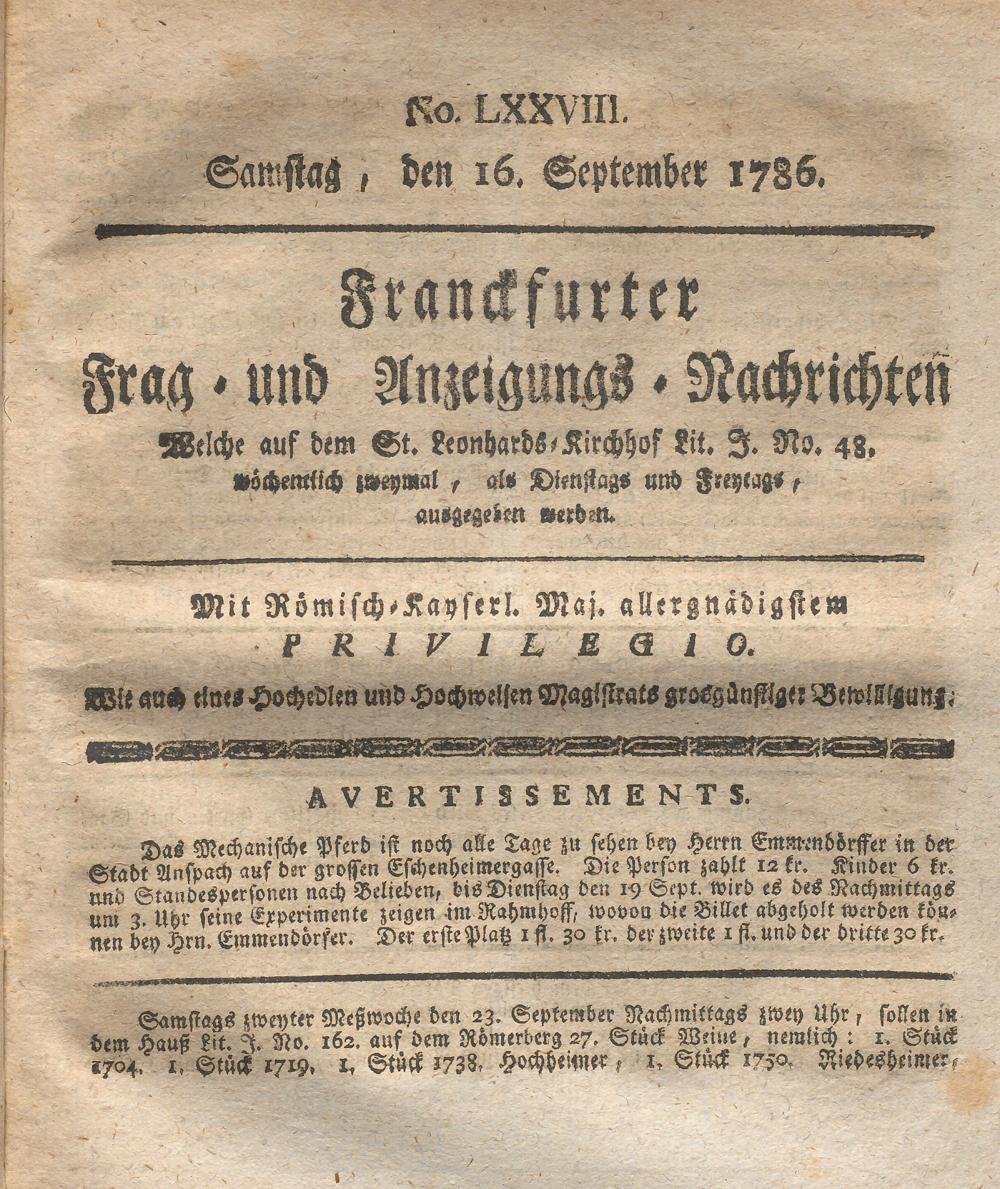 No. LXXVIII.
Samstag, den 16. September 1786.
Franckfurter
Frag- und Anzeigungs-Nachrichten
Welche auf dem St. Leonhards-Kirchhof Lit. J. No. 48.
wöchentlich zweymal, als Dienstags und Freytags,
ausgegeben werden.
Mit Römisch-Kayserl. Maj. allergnädigstem
PRIVILEGIO.
Wie auch eines Hochedlen und Hochweisen Magistrats grosgünstiger Bewilligung.
AVERTISSEMENTS.
Das Mechanische Pferd ist noch alle Tage zu sehen bey Herrn Emmendörffer in der
Stadt Anspach auf der grossen Eschenheimergasse. Die Person zahlt 12 kr. Kinder 6 kr.
und Standespersonen nach Belieben, bis Dienstag den 19 Sept. wird es des Nachmittags
um 3. Uhr seine Experimente zeigen im Rahmhoff, wovon die Billet abgeholt werden kön-
nen bey Hrn. Emmendörfer. Der erste Platz 1 fl. 30 kr. der zweite 1 fl. und der dritte 30 kr.
Samstags zweyter Meßwoche den 23. September Nachmittags zwey Uhr, sollen in
dem Hauß Lit. J. No. 162. auf dem Römerberg 27. Stück Weine, nemlich: 1. Stück
1704. 1. Stück 1719. 1. Stück 1738. Hochheimer, 1. Stück 1750. Riedesheimer,